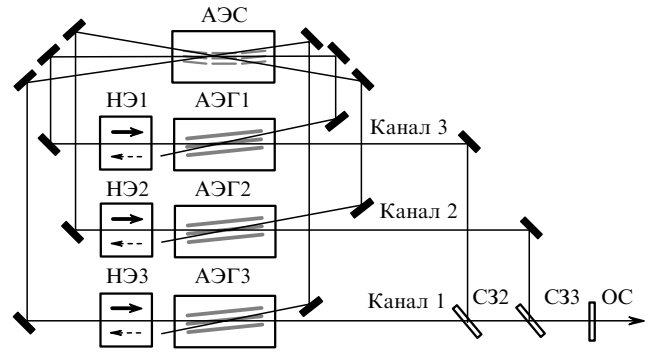 АЭС
НЭ1 АЭГ1
Канал 3
НЭ2 АЭГ2
Канал 2
НЭ3 АЭГ3
Канал 1 СЗ2 СЗ3 ОС